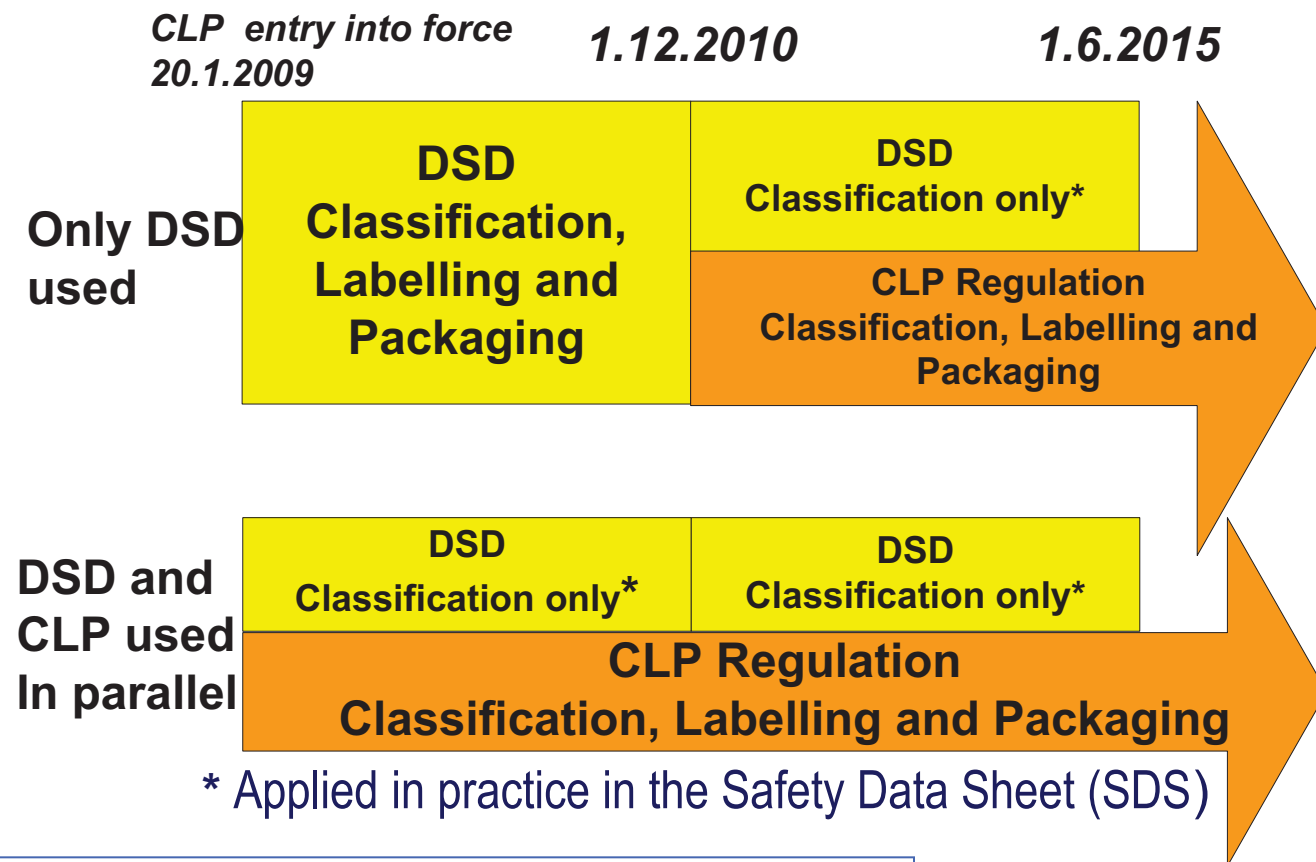 CLP entry into force
20.1.2009
1.12.2010
1.6.2015
Only DSD
used
DSD
Classification,
Labelling and
Packaging
DSD
Classification only*
CLP Regulation
Classification, Labelling and
Packaging
DSD and
CLP used
In parallel
DSD
Classification only*
DSD
Classification only*
CLP Regulation
Classification, Labelling and Packaging
* Applied in practice in the Safety Data Sheet (SDS)